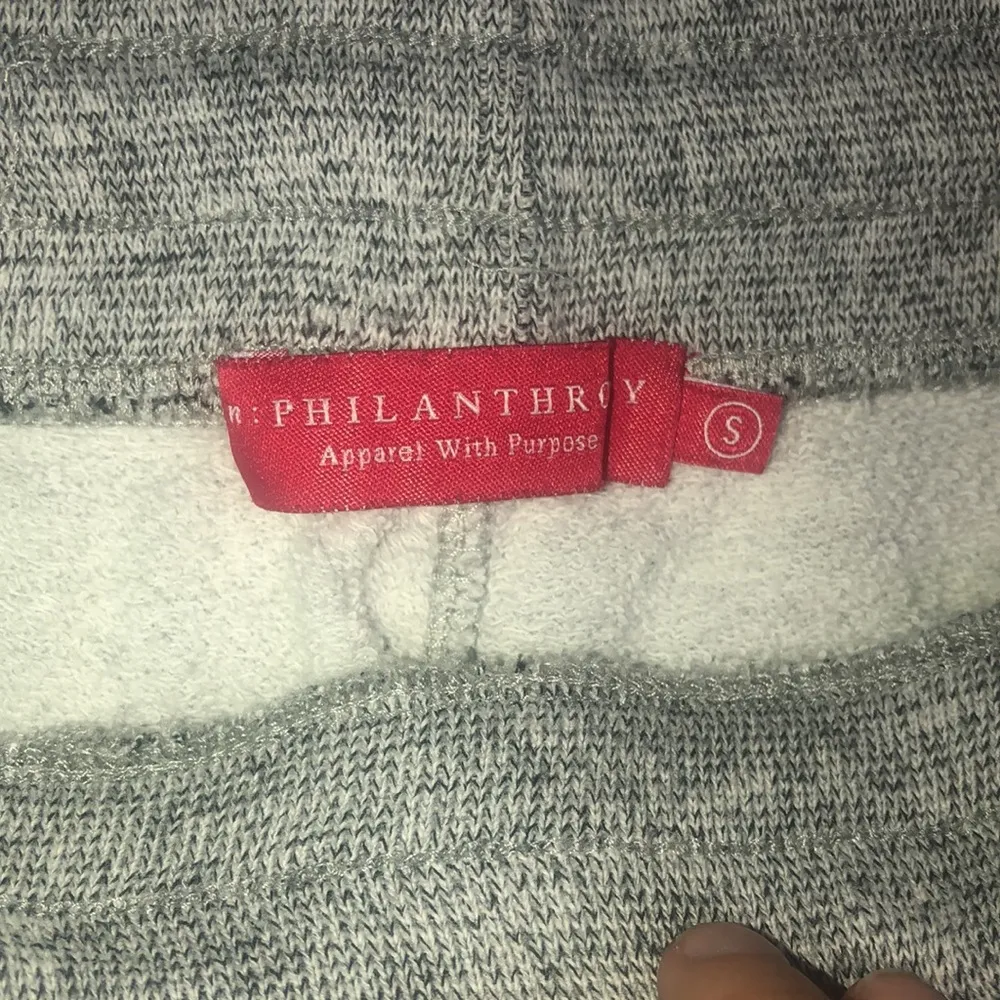 n:PHILANTHROY
Apparel With Purpose
S